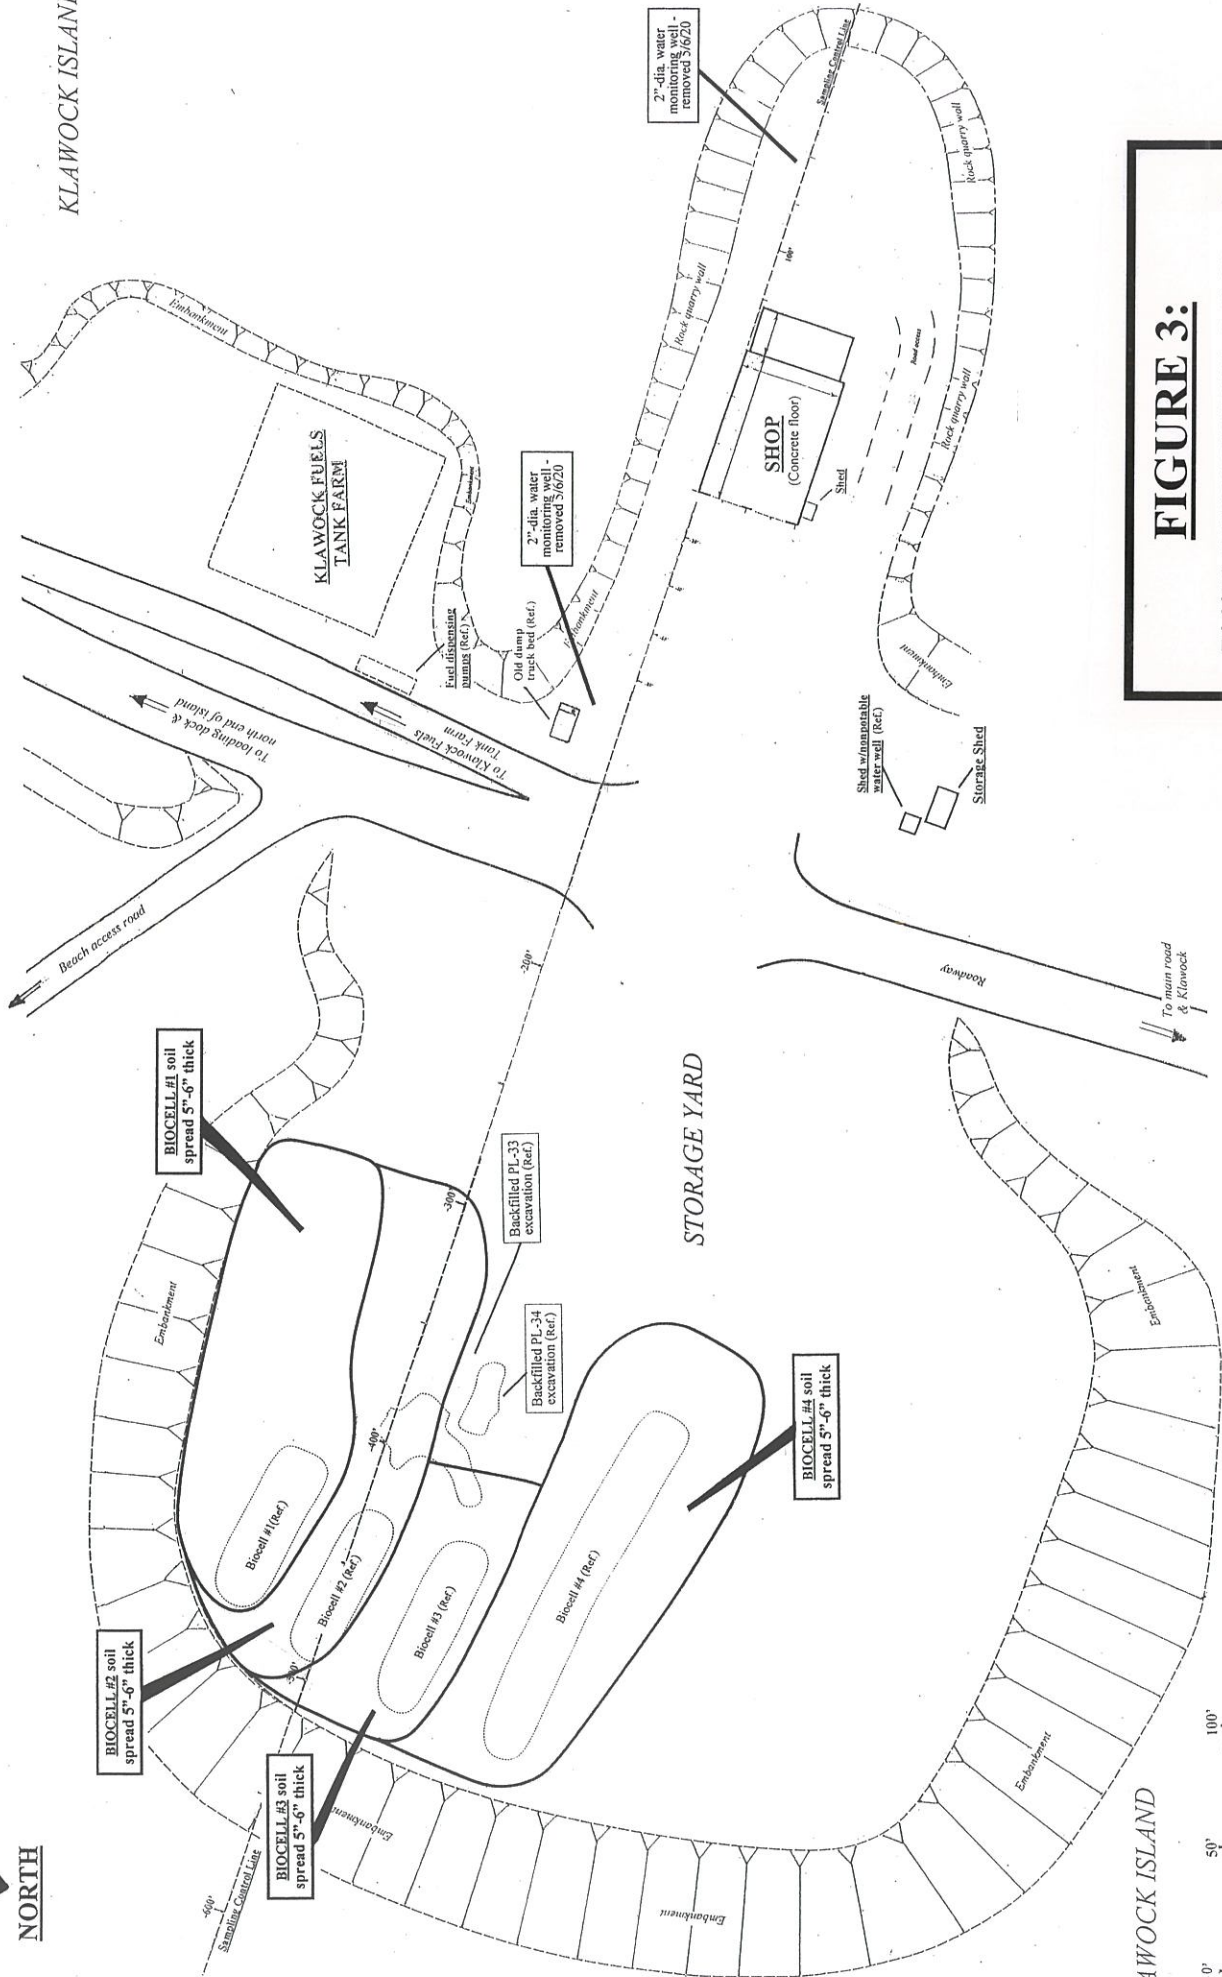 NORTH
KLAWOCK ISLAND
BIOCELL #2 soil
spread 5"-6" thick
BIOCELL #1 soil
spread 5"-6" thick
BIOCELL #3 soil
spread 5"-6" thick
BIOCELL #4 soil
spread 5"-6" thick
Biocell #1(Ref.)
Biocell #2 (Ref.)
Biocell #3 (Ref.)
Biocell #4 (Ref.)
Backfilled PL-33
excavation (Ref.)
Backfilled PL-34
excavation (Ref.)
-600'
Sampling Control Line
-400'
-300'
-200'
Embankment
Embankment
Embankment
Embankment
Embankment
STORAGE YARD
Beach access road
To loading dock &
north end of island
To Klawock Fuels
Tank Farm
KLAWOCK FUELS
TANK FARM
Embankment
Embankment
Fuel dispensing
pumps (Ref.)
Old dump
truck bed (Ref.)
2"-dia. water
monitoring well -
removed 5/6/20
2"-dia. water
monitoring well -
removed 5/6/20
Embankment
Rock quarry wall
Sampling Control Line
Rock quarry wall
Rock quarry wall
100'
SHOP
(Concrete floor)
Shed
Road access
Embankment
Shed w/nonpotable
water well (Ref.)
Storage Shed
Roadway
To main road
& Klawock
AWOCK ISLAND
0'
50'
100'
FIGURE 3: